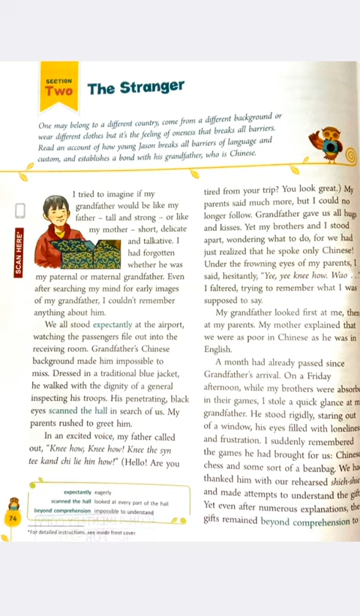 SECTION
Two
The Stranger
One may belong to a different country, come from a different background or
wear different clothes but it's the feeling of oneness that breaks all barriers.
Read an account of how young Jason breaks all barriers of language and
custom, and establishes a bond with his grandfather, who is Chinese.
SCAN HERE*
I tried to imagine if my
grandfather would be like my
father – tall and strong – or like
my mother – short, delicate
and talkative. I
had forgotten
whether he was
my paternal or maternal grandfather. Even
after searching my mind for early images
of my grandfather, I couldn't remember
anything about him.
We all stood expectantly at the airport,
watching the passengers file out into the
receiving room. Grandfather's Chinese
background made him impossible to
miss. Dressed in a traditional blue jacket,
he walked with the dignity of a general
inspecting his troops. His penetrating, black
eyes scanned the hall in search of us. My
parents rushed to greet him.
In an excited voice, my father called
out, "Knee how, Knee how! Knee the syn
tee kand chi lie hin how!" (Hello! Are you
tired from your trip? You look great.) My
parents said much more, but I could no
longer follow. Grandfather gave us all hug
and kisses. Yet my brothers and I stood
apart, wondering what to do, for we had
just realized that he spoke only Chinese!
Under the frowning eyes of my parents, I
said, hesitantly, "Yee, yee knee how. Wao
I faltered, trying to remember what I was
supposed to say.
My grandfather looked first at me, then
at my parents. My mother explained that
we were as poor in Chinese as he was in
English.
A month had already passed since
Grandfather's arrival. On a Friday
afternoon, while my brothers were absorbe
in their games, I stole a quick glance at m
grandfather. He stood rigidly, staring out
of a window, his eyes filled with lonelines
and frustration. I suddenly remembered
the games he had brought for us: Chines
chess and some sort of a beanbag. We ha
thanked him with our rehearsed shieh-shie
and made attempts to understand the gift
Yet even after numerous explanations, the
gifts remained beyond comprehension to
expectantly eagerly
scanned the hall looked at every part of the hall
beyond comprehension impossible to understand
74
*For detailed instructions, see inside front cover